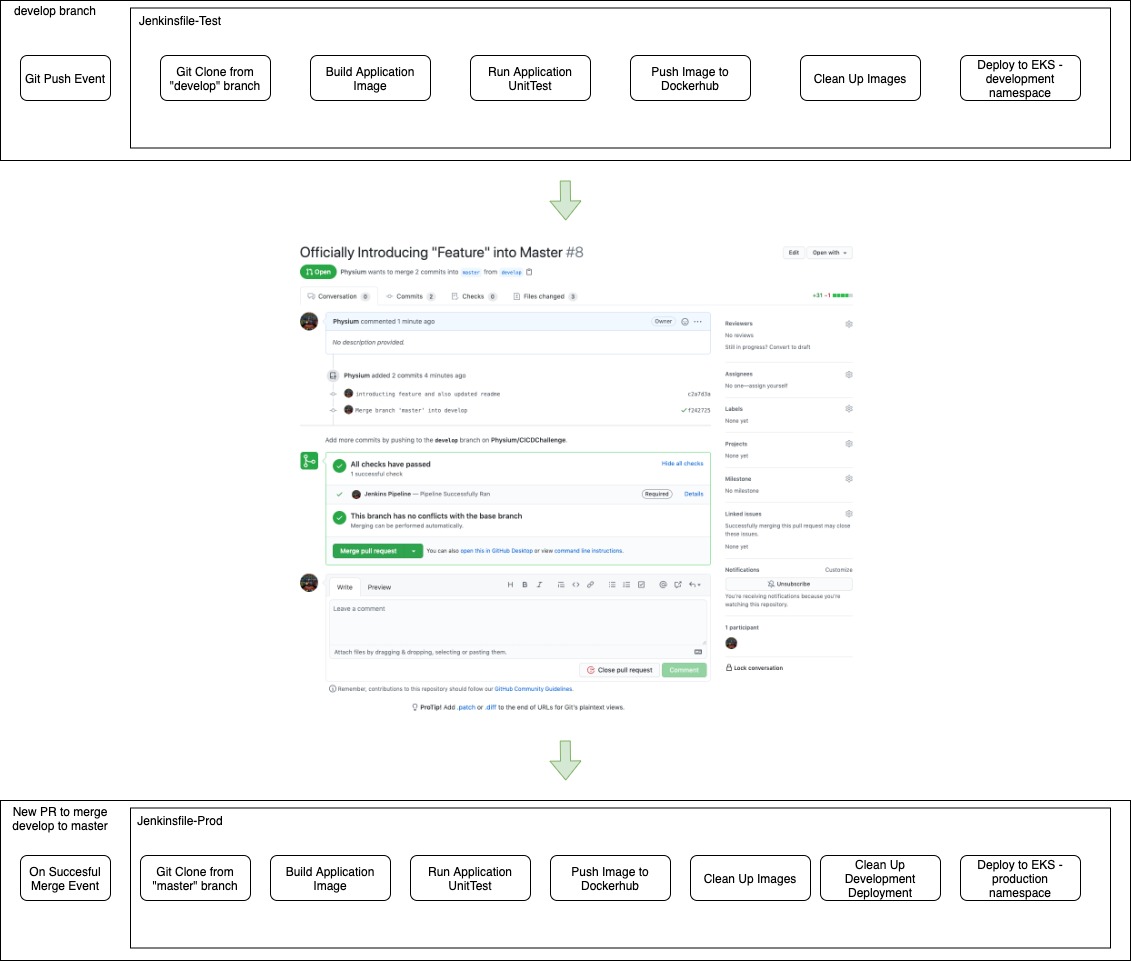 develop branch
Jenkinsfile-Test
Git Push Event
Git Clone from
"develop" branch
Build Application
Image
Run Application
UnitTest
Push Image to
Dockerhub
Clean Up Images
Deploy to EKS -
development
namespace
Officially Introducing "Feature" into Master #8
Edit
Open with
Open
Physium wants to merge 2 commits into master from develop
Conversation 0
Commits 2
Checks 0
Files changed 3
+31 −1
Physium commented 1 minute ago
Owner
No description provided.
Physium added 2 commits 4 minutes ago
introducting feature and also updated readme
c2a7d3a
Merge branch 'master' into develop
f242725
Add more commits by pushing to the develop branch on Physium/CICDChallenge.
All checks have passed
Hide all checks
1 successful check
Jenkins Pipeline — Pipeline Successfully Ran
Required
Details
This branch has no conflicts with the base branch
Merging can be performed automatically.
Merge pull request
You can also open this in GitHub Desktop or view command line instructions.
Write
Preview
H B I
Leave a comment
Attach files by dragging & dropping, selecting or pasting them.
Close pull request
Comment
Remember, contributions to this repository should follow our GitHub Community Guidelines.
ProTip! Add .patch or .diff to the end of URLs for Git's plaintext views.
Reviewers
No reviews
Still in progress? Convert to draft
Assignees
No one—assign yourself
Labels
None yet
Projects
None yet
Milestone
No milestone
Linked issues
Successfully merging this pull request may close
these issues.
None yet
Notifications
Customize
Unsubscribe
You're receiving notifications because you're
watching this repository.
1 participant
Lock conversation
New PR to merge
develop to master
Jenkinsfile-Prod
On Succesful
Merge Event
Git Clone from
"master" branch
Build Application
Image
Run Application
UnitTest
Push Image to
Dockerhub
Clean Up Images
Clean Up
Development
Deployment
Deploy to EKS -
production
namespace